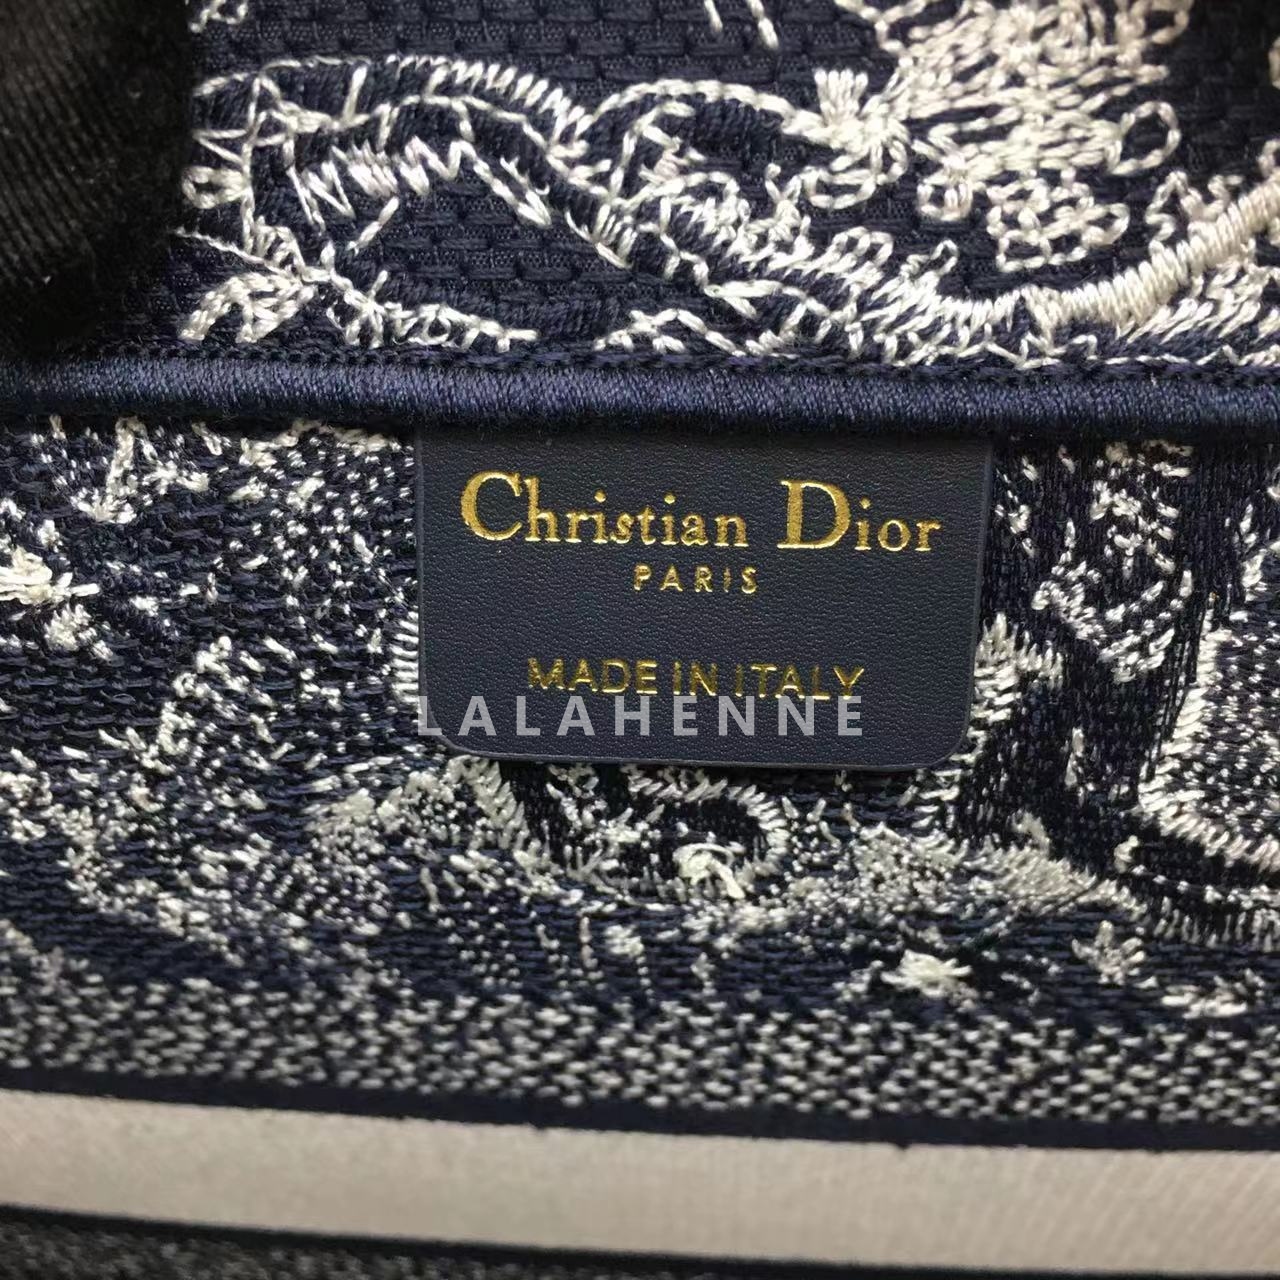 Christian Dior
PARIS
MADE IN ITALY
LALAHENNE